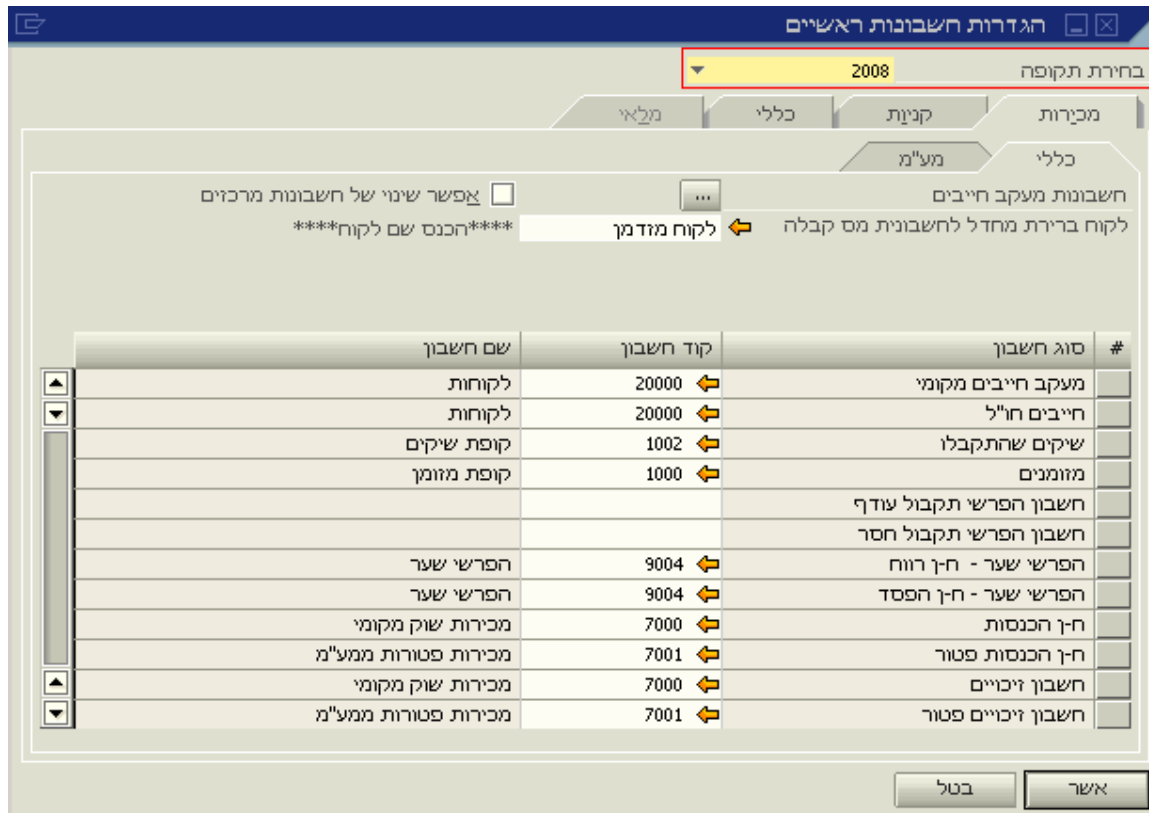 הגדרות חשבונות ראשיים
בחירת תקופה 2008
מכירות קניות כללי מלאי
כללי מע"מ
חשבונות מעקב חייבים ... אפשר שינוי של חשבונות מרכזים
לקוח ברירת מחדל לחשבונית מס קבלה לקוח מזדמן ****הכנס שם לקוח****
# סוג חשבון קוד חשבון שם חשבון
מעקב חייבים מקומי 20000 לקוחות
חייבים חו"ל 20000 לקוחות
שיקים שהתקבלו 1002 קופת שיקים
מזומנים 1000 קופת מזומן
חשבון הפרשי תקבול עודף
חשבון הפרשי תקבול חסר
הפרשי שער - ח-ן רווח 9004 הפרשי שער
הפרשי שער - ח-ן הפסד 9004 הפרשי שער
ח-ן הכנסות 7000 מכירות שוק מקומי
ח-ן הכנסות פטור 7001 מכירות פטורות ממע"מ
חשבון זיכויים 7000 מכירות שוק מקומי
חשבון זיכויים פטור 7001 מכירות פטורות ממע"מ
אשר בטל